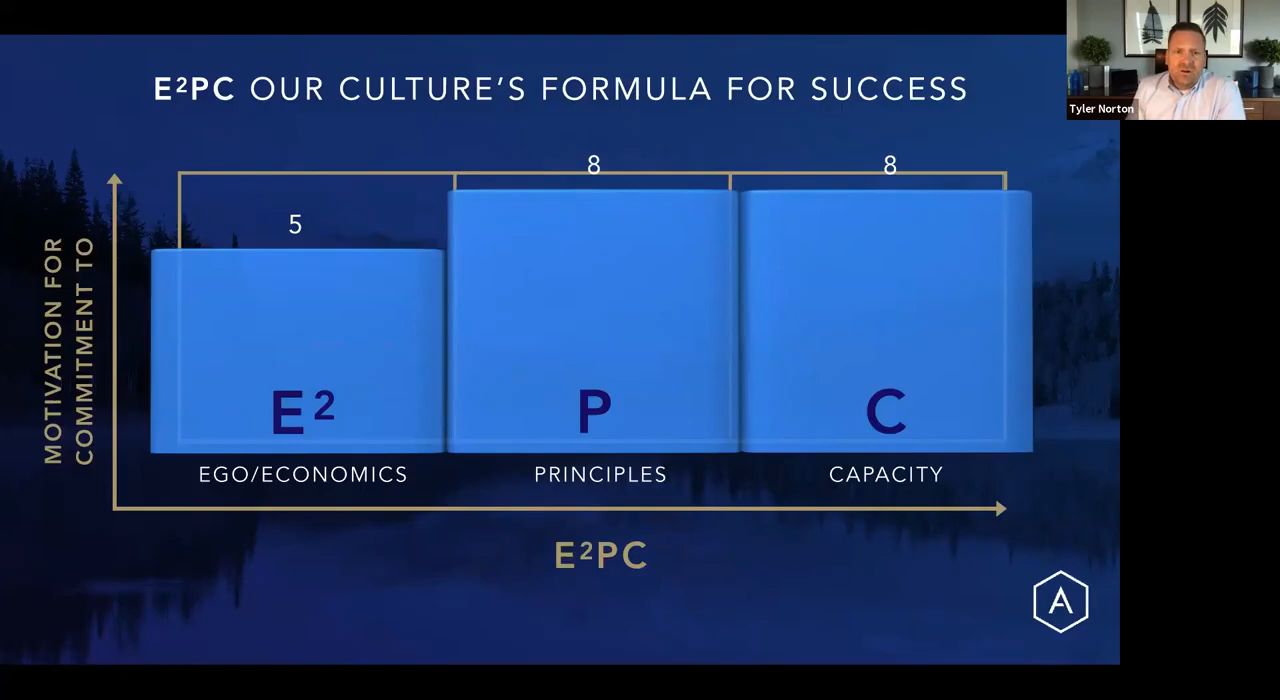 E²PC OUR CULTURE'S FORMULA FOR SUCCESS
Tyler Norton
8
8
5
MOTIVATION FOR
COMMITMENT TO
E²
P
C
EGO/ECONOMICS
PRINCIPLES
CAPACITY
E²PC
A